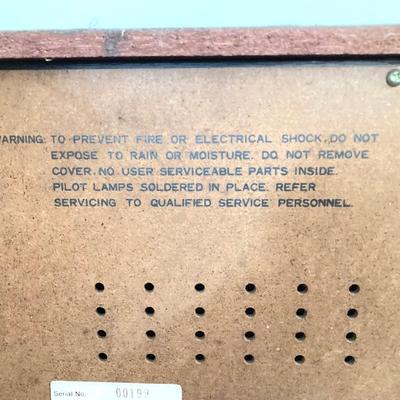 WARNING: TO PREVENT FIRE OR ELECTRICAL SHOCK, DO NOT
EXPOSE TO RAIN OR MOISTURE. DO NOT REMOVE
COVER. NO USER SERVICEABLE PARTS INSIDE.
PILOT LAMPS SOLDERED IN PLACE. REFER
SERVICING TO QUALIFIED SERVICE PERSONNEL.
Serial No. 00199